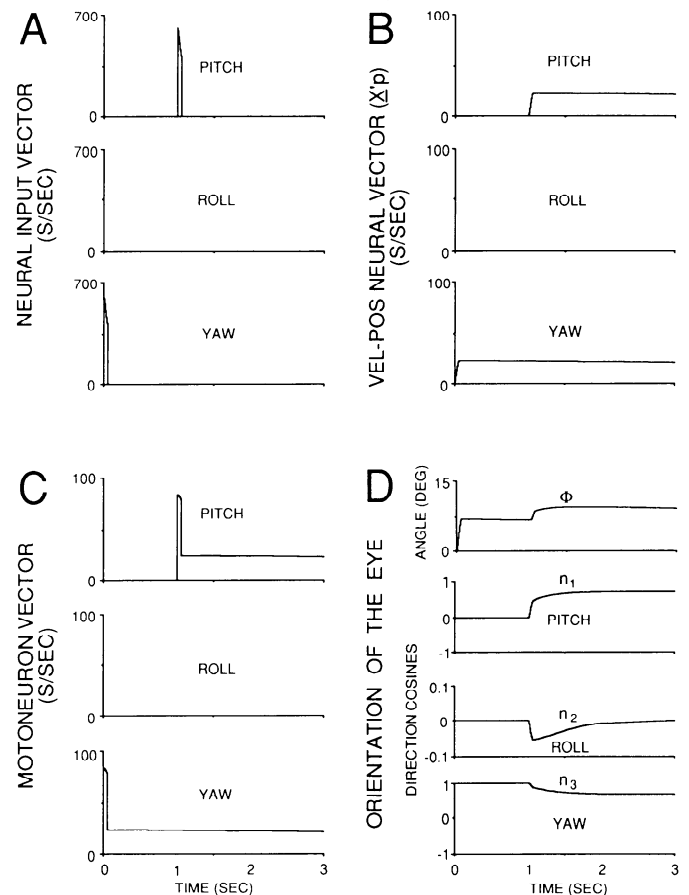 A
NEURAL INPUT VECTOR
(S/SEC)
700
0
PITCH
700
0
ROLL
700
0
YAW
B
VEL-POS NEURAL VECTOR (X'p)
(S/SEC)
100
0
PITCH
100
0
ROLL
100
0
YAW
C
MOTONEURON VECTOR
(S/SEC)
100
0
PITCH
100
0
ROLL
100
0
YAW
0 1 2 3
TIME (SEC)
D
ORIENTATION OF THE EYE
ANGLE (DEG)
15
0
Φ
DIRECTION COSINES
1
0
-1
n1
PITCH
0.1
0
-0.1
n2
ROLL
1
0
-1
n3
YAW
0 1 2 3
TIME (SEC)